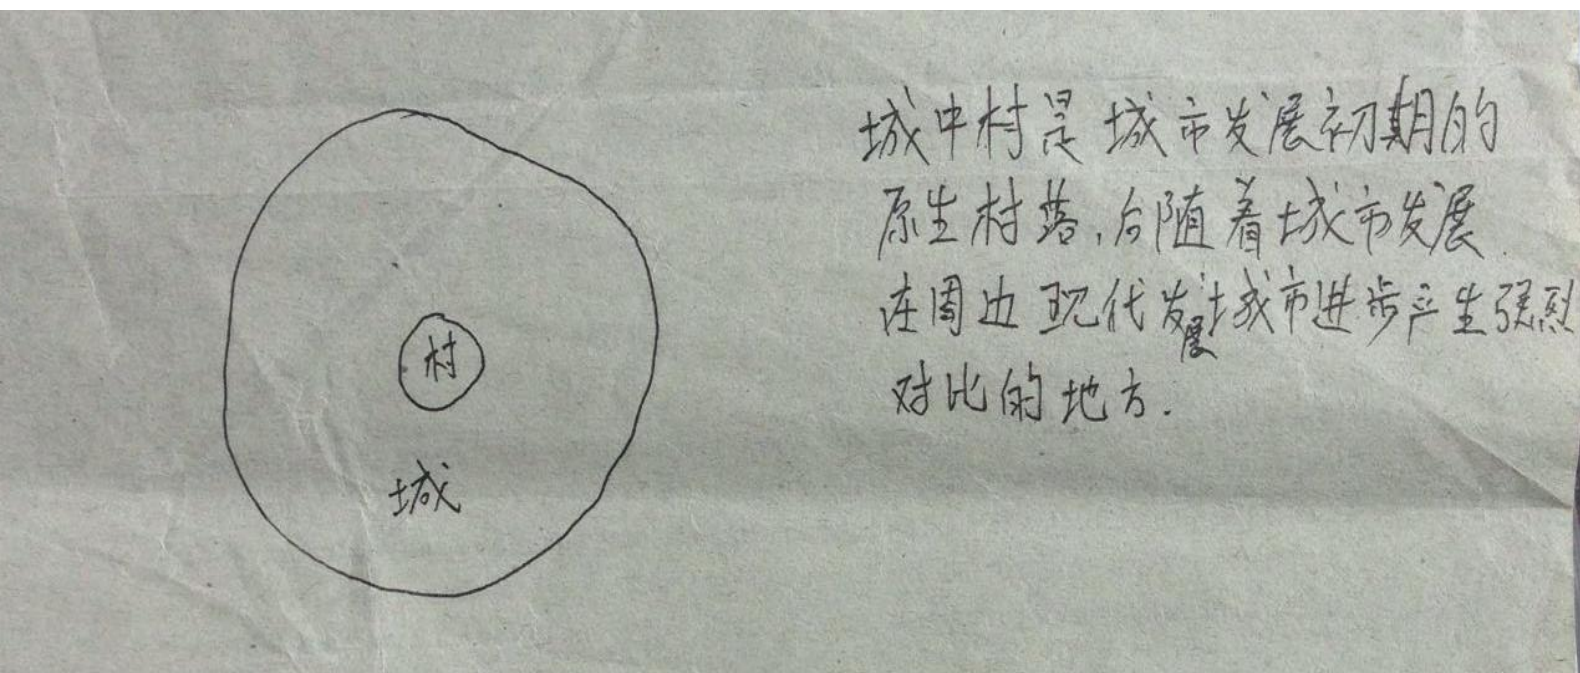 村
城
城中村是城市发展初期的
原生村落,后随着城市发展
在周边现代发展城市进步产生强烈
对比的地方.